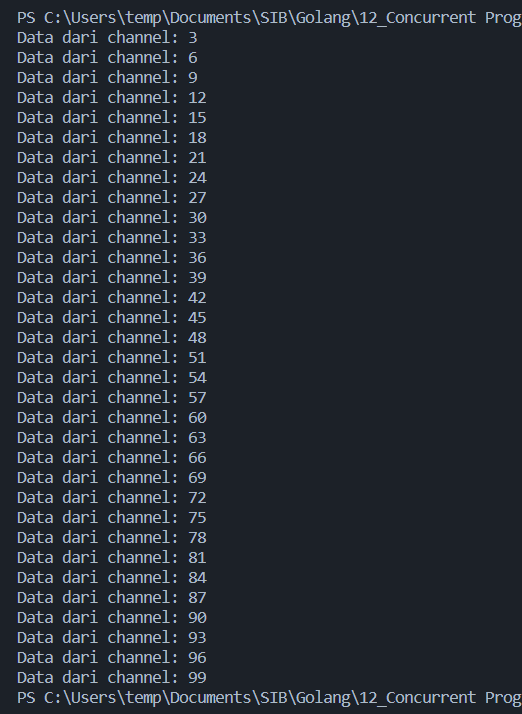 PS C:\Users\temp\Documents\SIB\Golang\12_Concurrent Prog
Data dari channel: 3
Data dari channel: 6
Data dari channel: 9
Data dari channel: 12
Data dari channel: 15
Data dari channel: 18
Data dari channel: 21
Data dari channel: 24
Data dari channel: 27
Data dari channel: 30
Data dari channel: 33
Data dari channel: 36
Data dari channel: 39
Data dari channel: 42
Data dari channel: 45
Data dari channel: 48
Data dari channel: 51
Data dari channel: 54
Data dari channel: 57
Data dari channel: 60
Data dari channel: 63
Data dari channel: 66
Data dari channel: 69
Data dari channel: 72
Data dari channel: 75
Data dari channel: 78
Data dari channel: 81
Data dari channel: 84
Data dari channel: 87
Data dari channel: 90
Data dari channel: 93
Data dari channel: 96
Data dari channel: 99
PS C:\Users\temp\Documents\SIB\Golang\12_Concurrent Prog